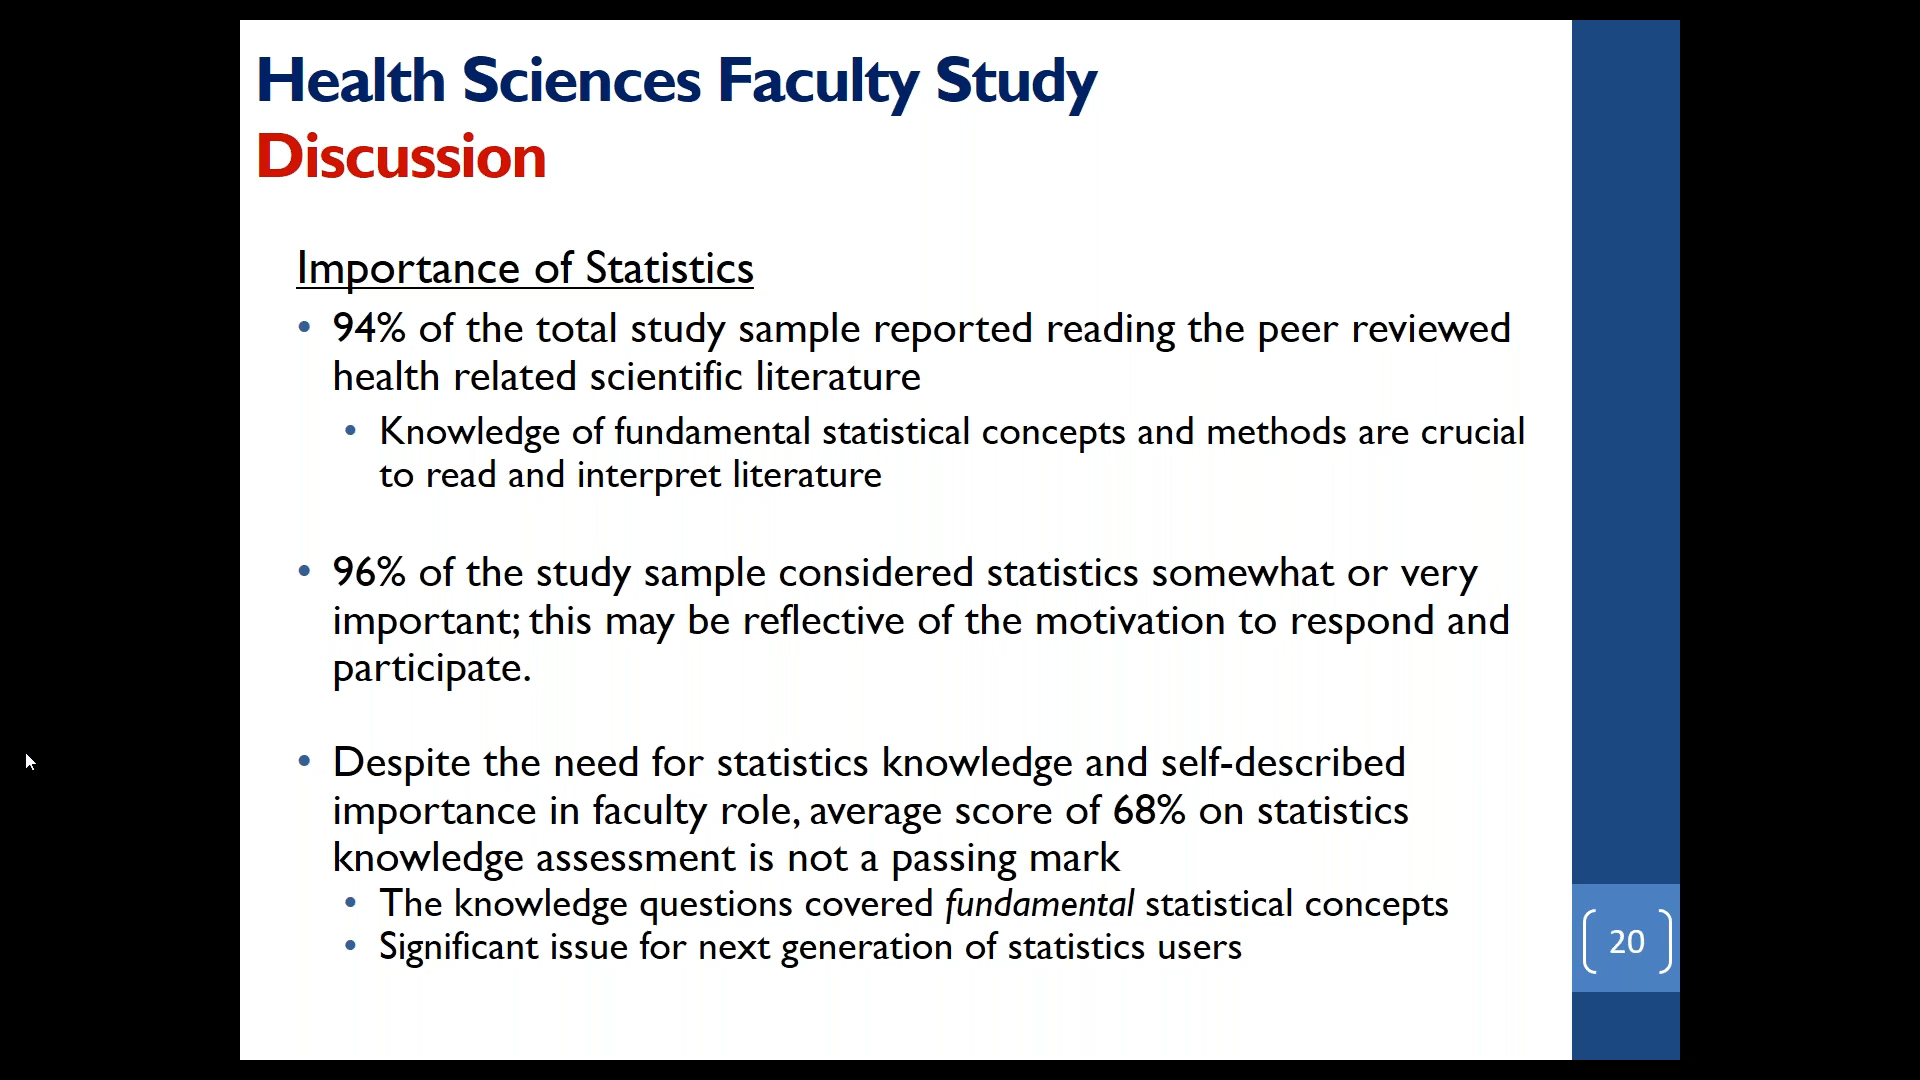 Health Sciences Faculty Study
Discussion
Importance of Statistics
• 94% of the total study sample reported reading the peer reviewed
health related scientific literature
• Knowledge of fundamental statistical concepts and methods are crucial
to read and interpret literature
• 96% of the study sample considered statistics somewhat or very
important; this may be reflective of the motivation to respond and
participate.
• Despite the need for statistics knowledge and self-described
importance in faculty role, average score of 68% on statistics
knowledge assessment is not a passing mark
• The knowledge questions covered fundamental statistical concepts
• Significant issue for next generation of statistics users
20